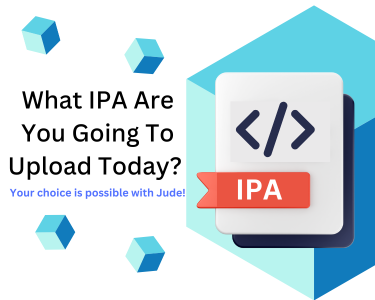 What IPA Are
You Going To
Upload Today?
Your choice is possible with Jude!
</>
IPA